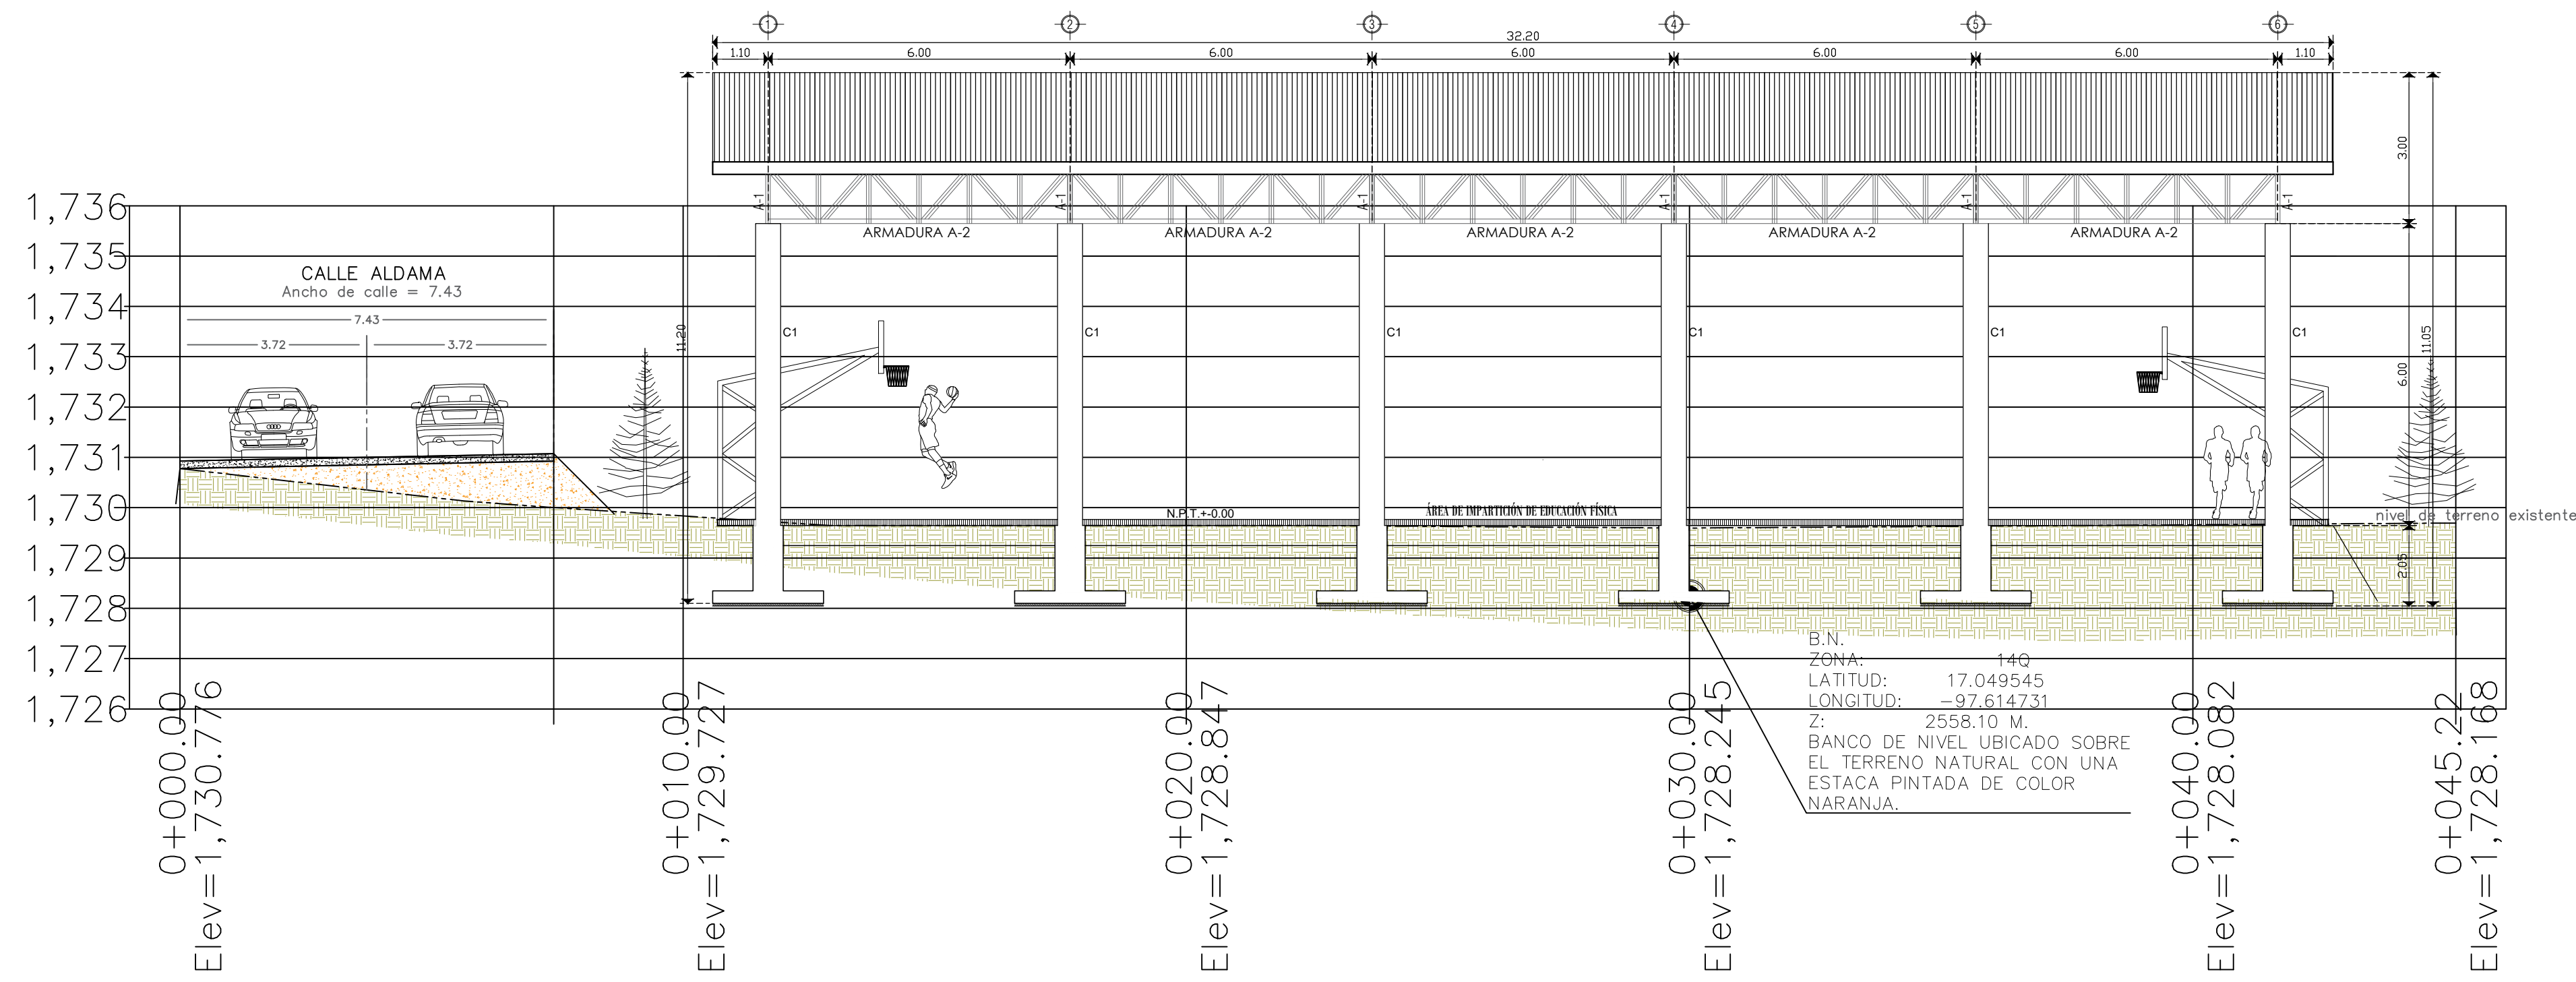 1 2 3 4 5 6
32.20
1.10 6.00 6.00 6.00 6.00 6.00 1.10
3.00
A-1 A-1 A-1 A-1 A-1 A-1
ARMADURA A-2 ARMADURA A-2 ARMADURA A-2 ARMADURA A-2 ARMADURA A-2
1,736
1,735
1,734
1,733
1,732
1,731
1,730
1,729
1,728
1,727
1,726
CALLE ALDAMA
Ancho de calle = 7.43
7.43
3.72 3.72
11.20
C1 C1 C1 C1 C1 C1
11.05
6.00
2.05
N.P.T.+-0.00
ÁREA DE IMPARTICIÓN DE EDUCACIÓN FÍSICA
nivel de terreno existente
B.N.
ZONA: 14Q
LATITUD: 17.049545
LONGITUD: -97.614731
Z: 2558.10 M.
BANCO DE NIVEL UBICADO SOBRE
EL TERRENO NATURAL CON UNA
ESTACA PINTADA DE COLOR
NARANJA.
0+000.00
Elev=1,730.776
0+010.00
Elev=1,729.727
0+020.00
Elev=1,728.847
0+030.00
Elev=1,728.245
0+040.00
Elev=1,728.082
0+045.22
Elev=1,728.168